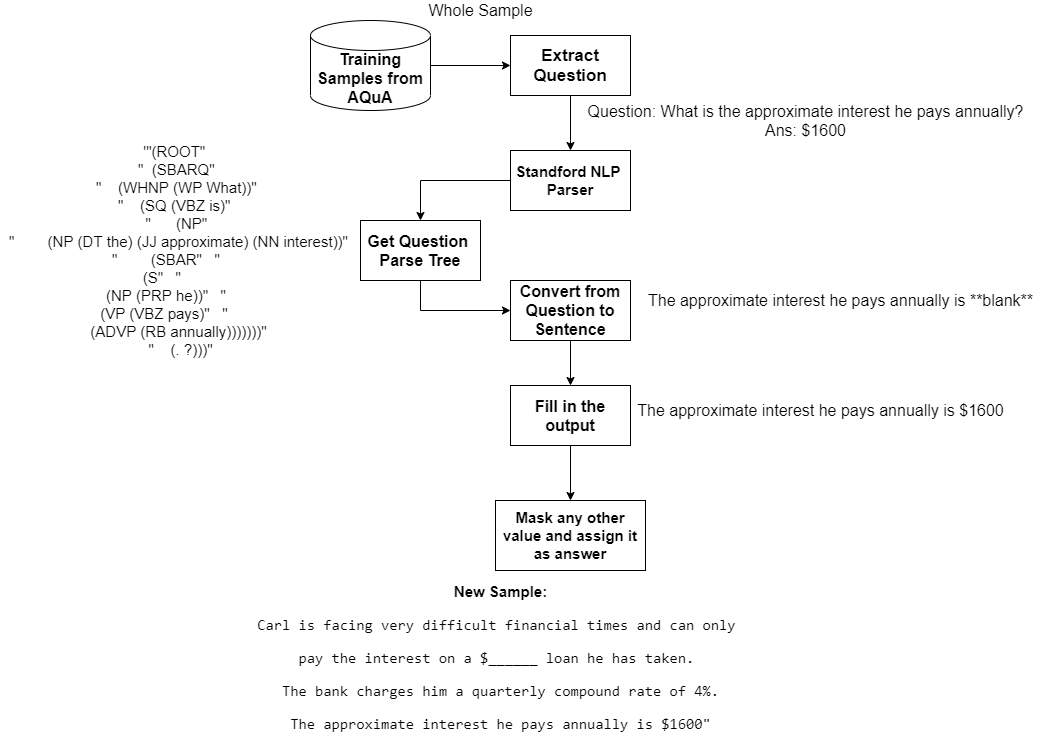 Whole Sample
Training
Samples from
AQuA
Extract
Question
Question: What is the approximate interest he pays annually?
Ans: $1600
Standford NLP
Parser
"'(ROOT"
" (SBARQ"
" (WHNP (WP What))"
" (SQ (VBZ is)"
" (NP"
" (NP (DT the) (JJ approximate) (NN interest))"
" (SBAR" "
(S" "
(NP (PRP he))" "
(VP (VBZ pays)" "
(ADVP (RB annually)))))))"
" (. ?)))"
Get Question
Parse Tree
Convert from
Question to
Sentence
The approximate interest he pays annually is **blank**
Fill in the
output
The approximate interest he pays annually is $1600
Mask any other
value and assign it
as answer
New Sample:
Carl is facing very difficult financial times and can only
pay the interest on a $______ loan he has taken.
The bank charges him a quarterly compound rate of 4%.
The approximate interest he pays annually is $1600"